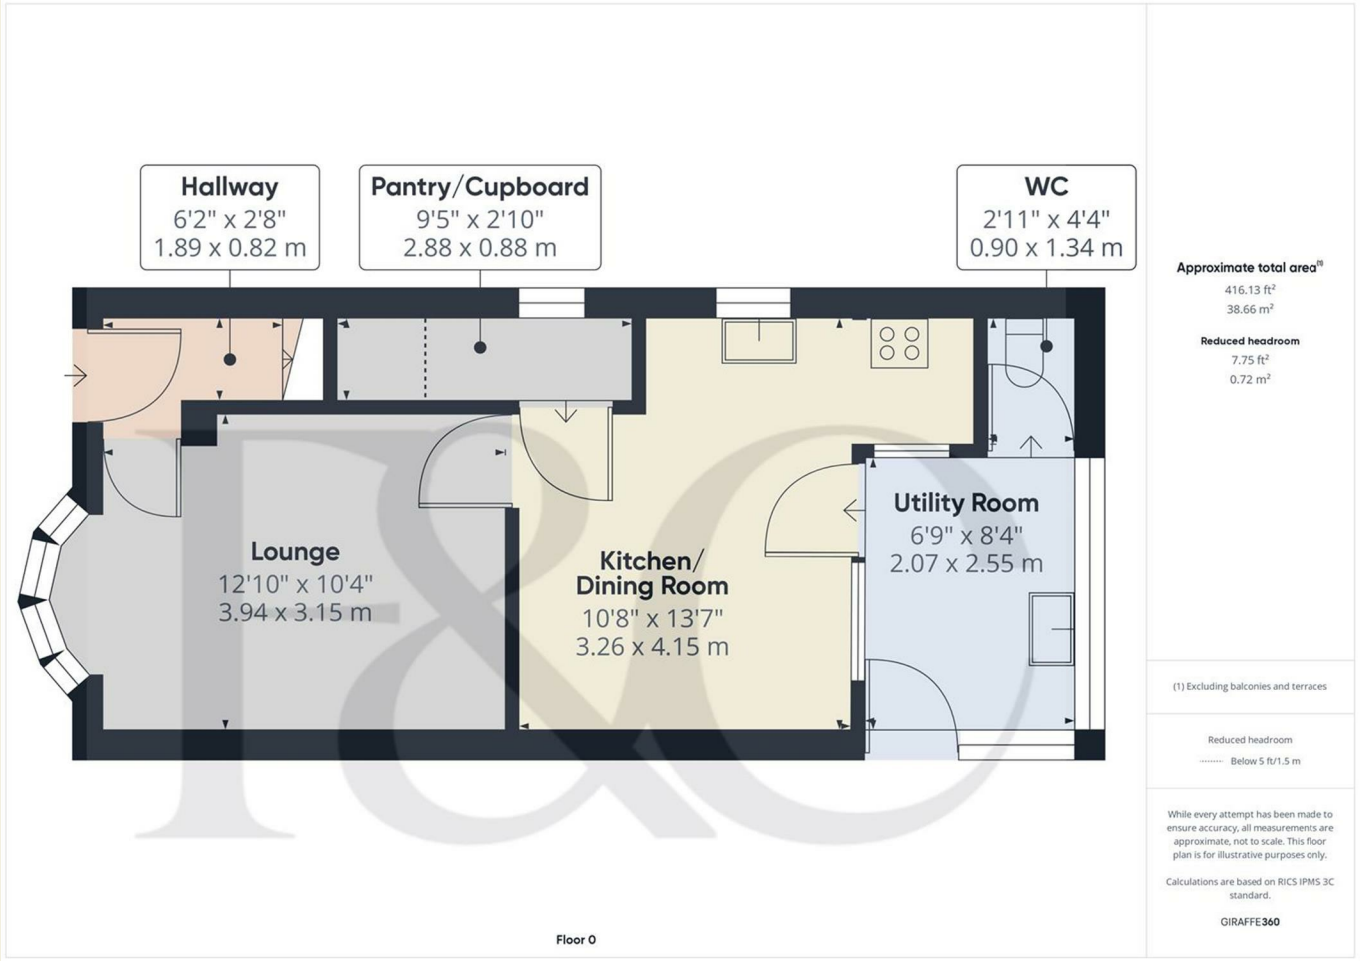 Hallway
6'2" x 2'8"
1.89 x 0.82 m
Pantry/Cupboard
9'5" x 2'10"
2.88 x 0.88 m
WC
2'11" x 4'4"
0.90 x 1.34 m
Lounge
12'10" x 10'4"
3.94 x 3.15 m
Kitchen/
Dining Room
10'8" x 13'7"
3.26 x 4.15 m
Utility Room
6'9" x 8'4"
2.07 x 2.55 m
F&O
Floor 0
Approximate total area(1)
416.13 ft²
38.66 m²
Reduced headroom
7.75 ft²
0.72 m²
(1) Excluding balconies and terraces
Reduced headroom
Below 5 ft/1.5 m
While every attempt has been made to
ensure accuracy, all measurements are
approximate, not to scale. This floor
plan is for illustrative purposes only.
Calculations are based on RICS IPMS 3C
standard.
GIRAFFE360